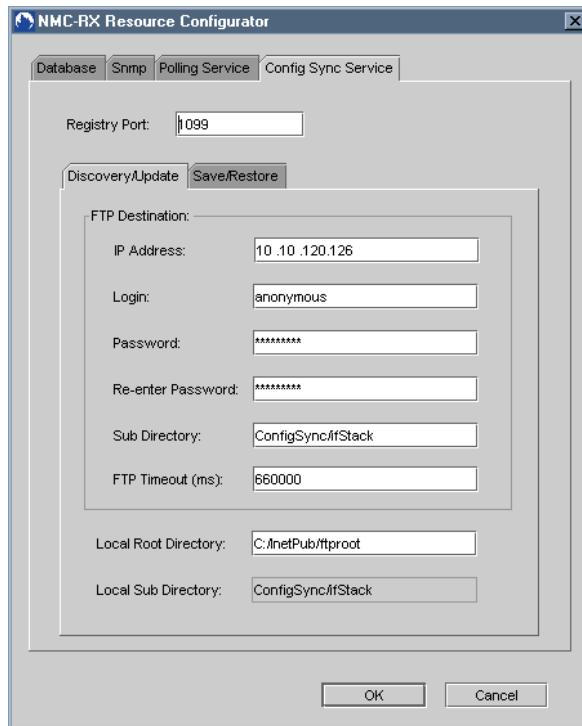 NMC-RX Resource Configurator
Database Snmp Polling Service Config Sync Service
Registry Port: 1099
Discovery/Update Save/Restore
FTP Destination:
IP Address: 10 .10 .120.126
Login: anonymous
Password: *********
Re-enter Password: *********
Sub Directory: ConfigSync/ifStack
FTP Timeout (ms): 660000
Local Root Directory: C:/InetPub/ftproot
Local Sub Directory: ConfigSync/ifStack
OK Cancel